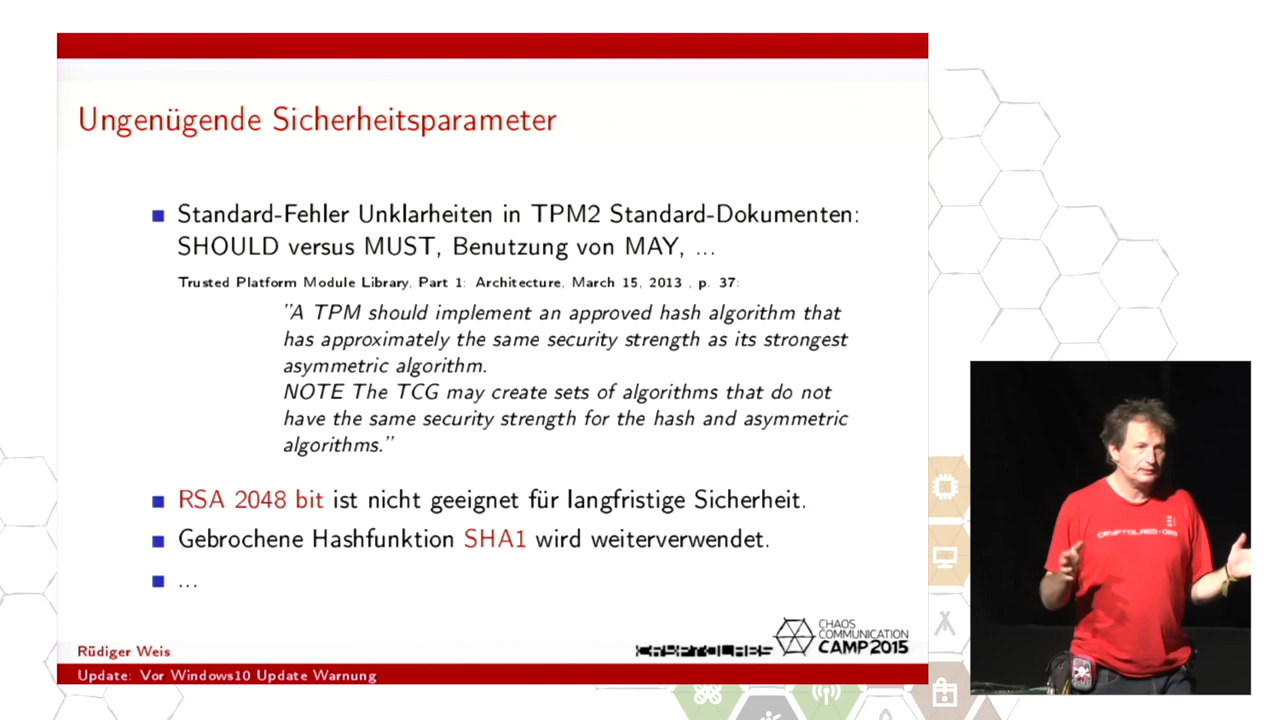 Ungenügende Sicherheitsparameter
Standard-Fehler Unklarheiten in TPM2 Standard-Dokumenten:
SHOULD versus MUST, Benutzung von MAY, ...
Trusted Platform Module Library, Part 1: Architecture, March 15, 2013 , p. 37:
"A TPM should implement an approved hash algorithm that
has approximately the same security strength as its strongest
asymmetric algorithm.
NOTE The TCG may create sets of algorithms that do not
have the same security strength for the hash and asymmetric
algorithms."
RSA 2048 bit ist nicht geeignet für langfristige Sicherheit.
Gebrochene Hashfunktion SHA1 wird weiterverwendet.
...
CRYPTOLABS
CHAOS
COMMUNICATION
CAMP 2015
Rüdiger Weis
Update: Vor Windows10 Update Warnung